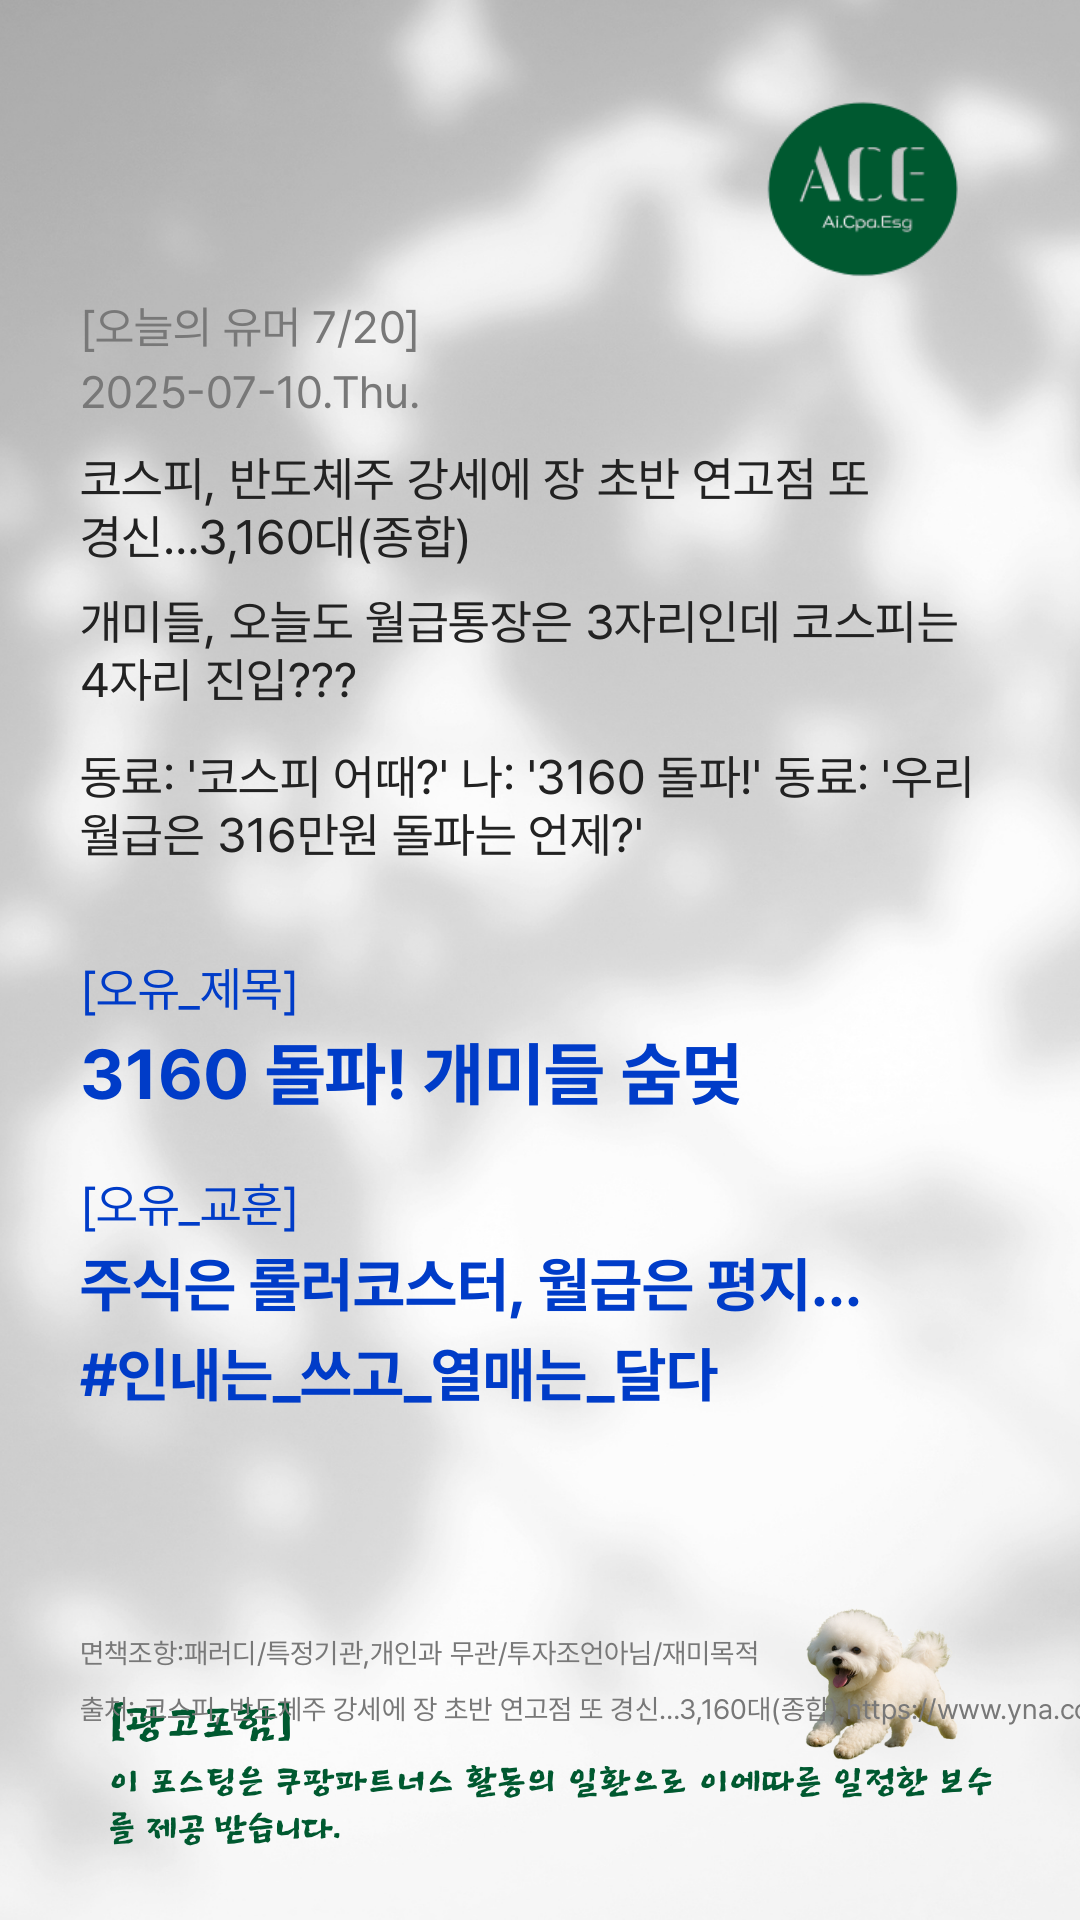 ACE
Ai.Cpa.Esg
[오늘의 유머 7/20]
2025-07-10.Thu.
코스피, 반도체주 강세에 장 초반 연고점 또
경신...3,160대(종합)
개미들, 오늘도 월급통장은 3자리인데 코스피는
4자리 진입???
동료: '코스피 어때?' 나: '3160 돌파!' 동료: '우리
월급은 316만원 돌파는 언제?'
[오유_제목]
3160 돌파! 개미들 숨멎
[오유_교훈]
주식은 롤러코스터, 월급은 평지...
#인내는_쓰고_열매는_달다
면책조항:패러디/특정기관,개인과 무관/투자조언아님/재미목적
출처: 코스피, 반도체주 강세에 장 초반 연고점 또 경신...3,160대(종합) https://www.yna.co
[광고포함]
이 포스팅은 쿠팡파트너스 활동의 일환으로 이에따른 일정한 보수
를 제공 받습니다.